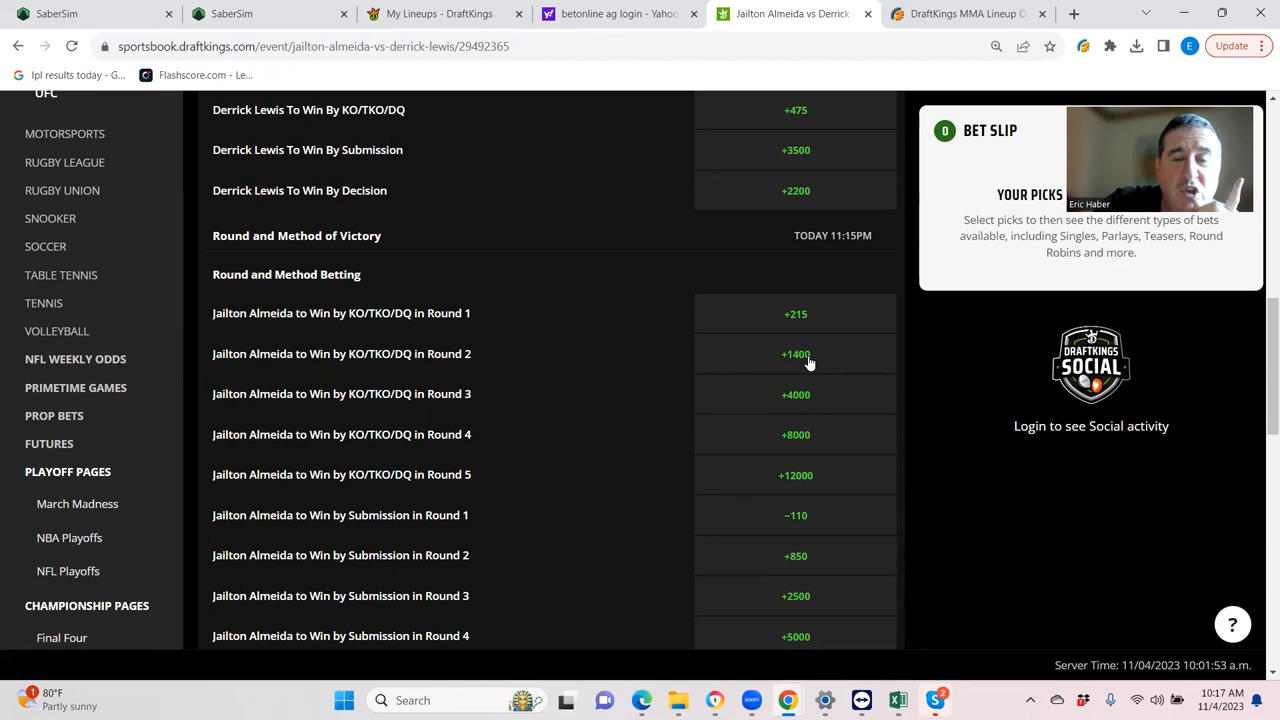 SaberSim
SaberSim
My Lineups - DraftKings
betonline ag login - Yahoo
Jailton Almeida vs Derrick
DraftKings MMA Lineup O
sportsbook.draftkings.com/event/jailton-almeida-vs-derrick-lewis/29492365
E
Update
Ipl results today - G...
Flashscore.com - Le...
UFC
MOTORSPORTS
RUGBY LEAGUE
RUGBY UNION
SNOOKER
SOCCER
TABLE TENNIS
TENNIS
VOLLEYBALL
NFL WEEKLY ODDS
PRIMETIME GAMES
PROP BETS
FUTURES
PLAYOFF PAGES
March Madness
NBA Playoffs
NFL Playoffs
CHAMPIONSHIP PAGES
Final Four
Derrick Lewis To Win By KO/TKO/DQ +475
Derrick Lewis To Win By Submission +3500
Derrick Lewis To Win By Decision +2200
Round and Method of Victory TODAY 11:15PM
Round and Method Betting
Jailton Almeida to Win by KO/TKO/DQ in Round 1 +215
Jailton Almeida to Win by KO/TKO/DQ in Round 2 +1400
Jailton Almeida to Win by KO/TKO/DQ in Round 3 +4000
Jailton Almeida to Win by KO/TKO/DQ in Round 4 +8000
Jailton Almeida to Win by KO/TKO/DQ in Round 5 +12000
Jailton Almeida to Win by Submission in Round 1 −110
Jailton Almeida to Win by Submission in Round 2 +850
Jailton Almeida to Win by Submission in Round 3 +2500
Jailton Almeida to Win by Submission in Round 4 +5000
0 BET SLIP
YOUR PICKS
Eric Haber
Select picks to then see the different types of bets
available, including Singles, Parlays, Teasers, Round
Robins and more.
DRAFTKINGS
SOCIAL
Login to see Social activity
?
Server Time: 11/04/2023 10:01:53 a.m.
1
80°F
Partly sunny
Search
2
10:17 AM
11/4/2023